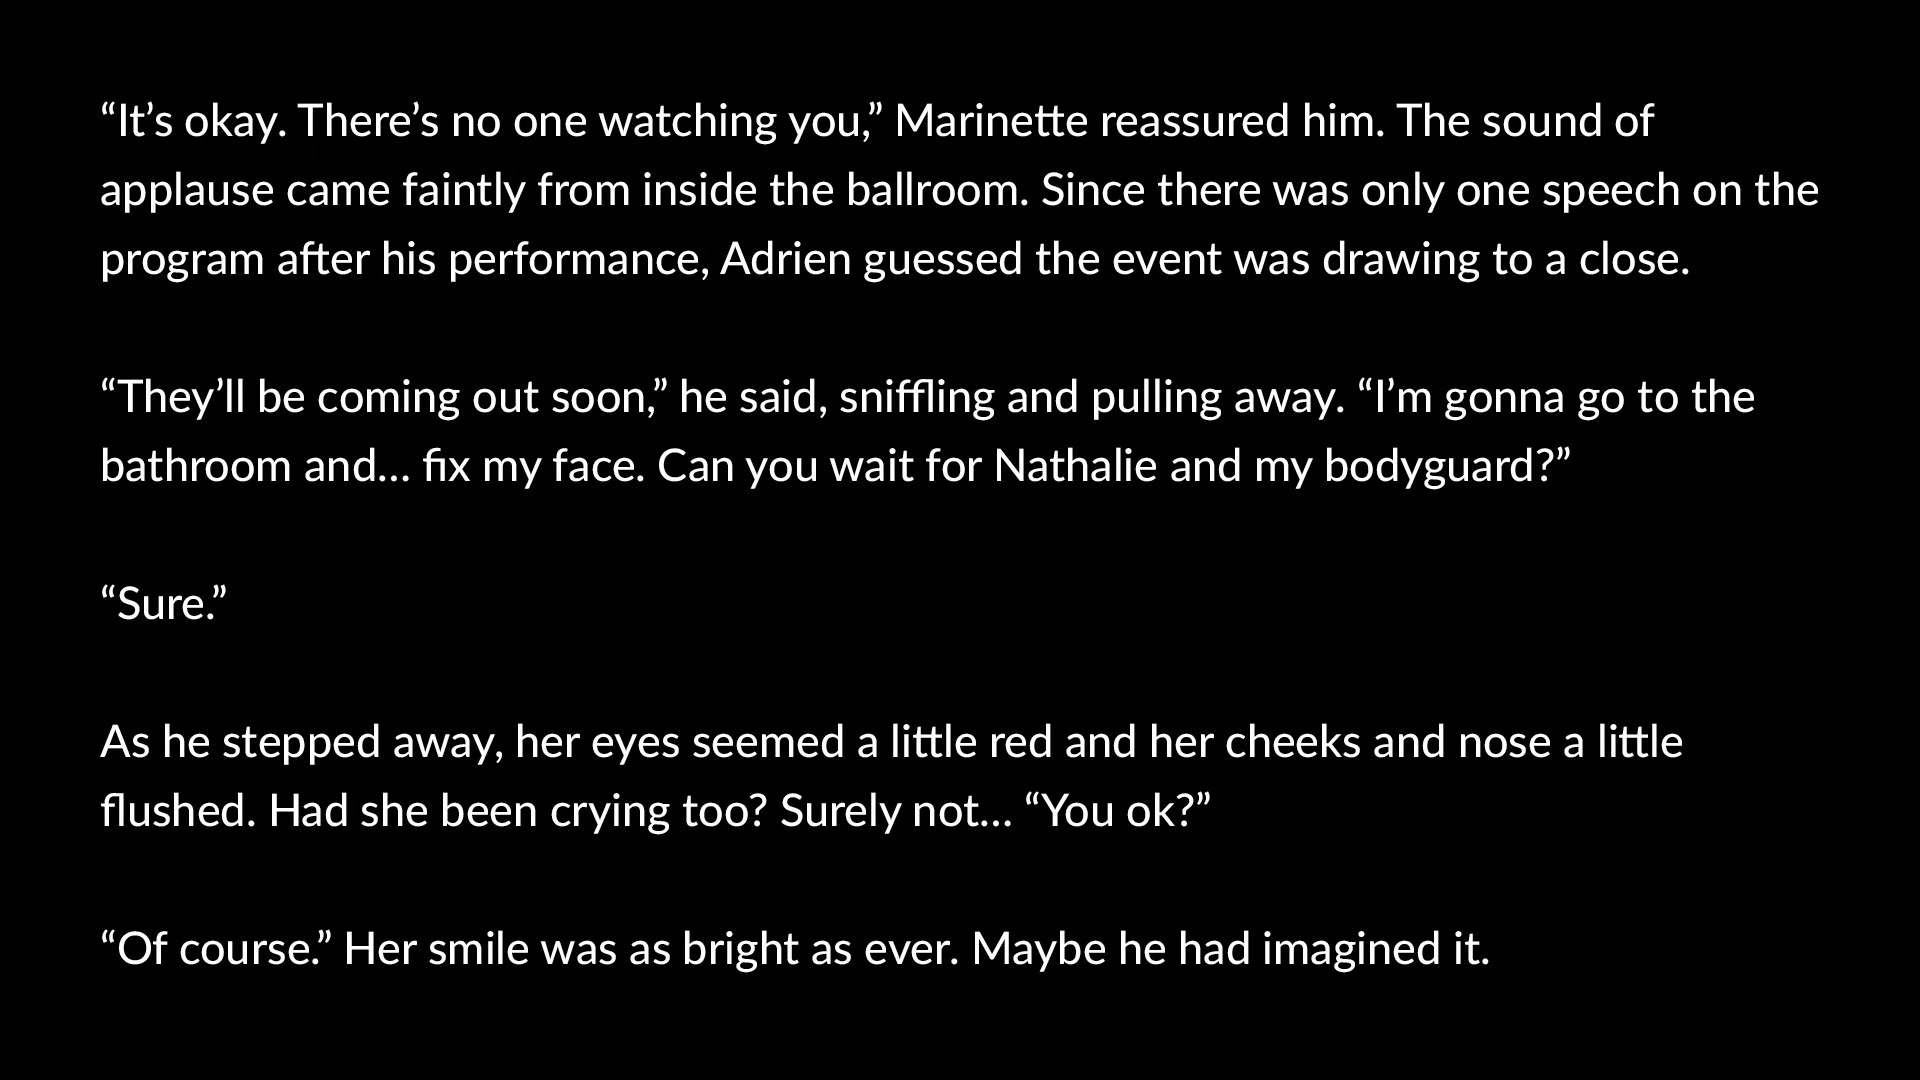 “It’s okay. There’s no one watching you,” Marinette reassured him. The sound of
applause came faintly from inside the ballroom. Since there was only one speech on the
program after his performance, Adrien guessed the event was drawing to a close.
“They’ll be coming out soon,” he said, sniffling and pulling away. “I’m gonna go to the
bathroom and… fix my face. Can you wait for Nathalie and my bodyguard?”
“Sure.”
As he stepped away, her eyes seemed a little red and her cheeks and nose a little
flushed. Had she been crying too? Surely not… “You ok?”
“Of course.” Her smile was as bright as ever. Maybe he had imagined it.